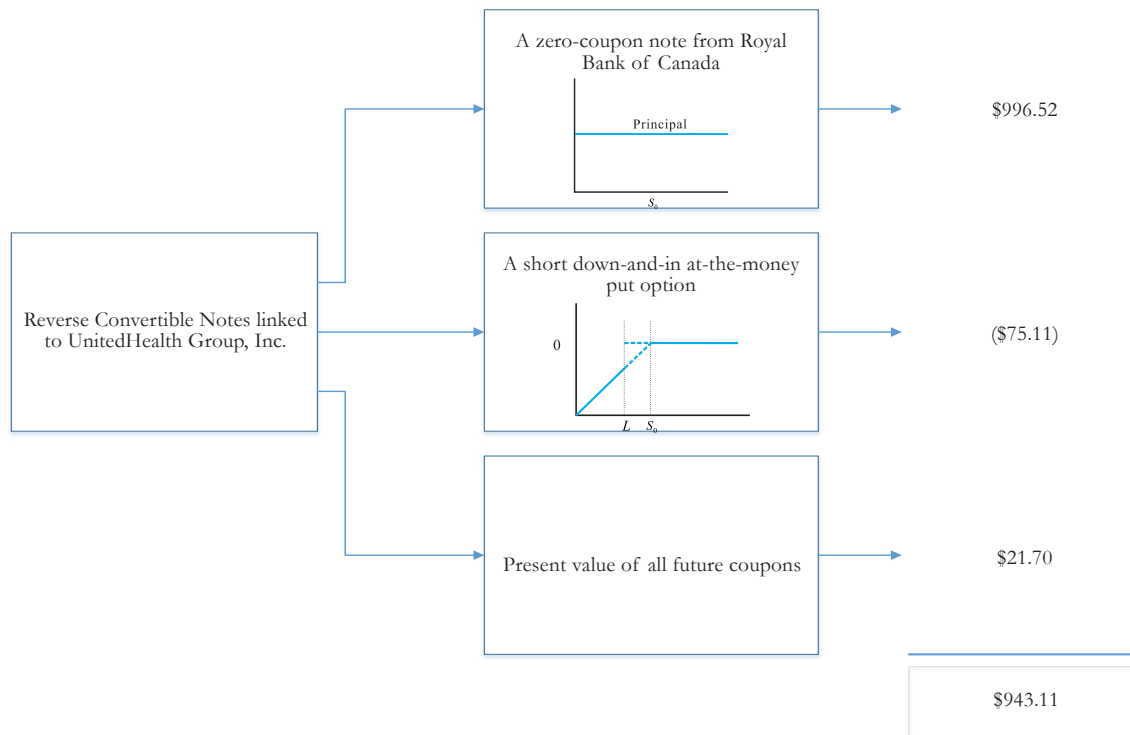 A zero-coupon note from Royal
Bank of Canada
Principal
S₀
$996.52
Reverse Convertible Notes linked
to UnitedHealth Group, Inc.
A short down-and-in at-the-money
put option
0
L
S₀
($75.11)
Present value of all future coupons
$21.70
$943.11